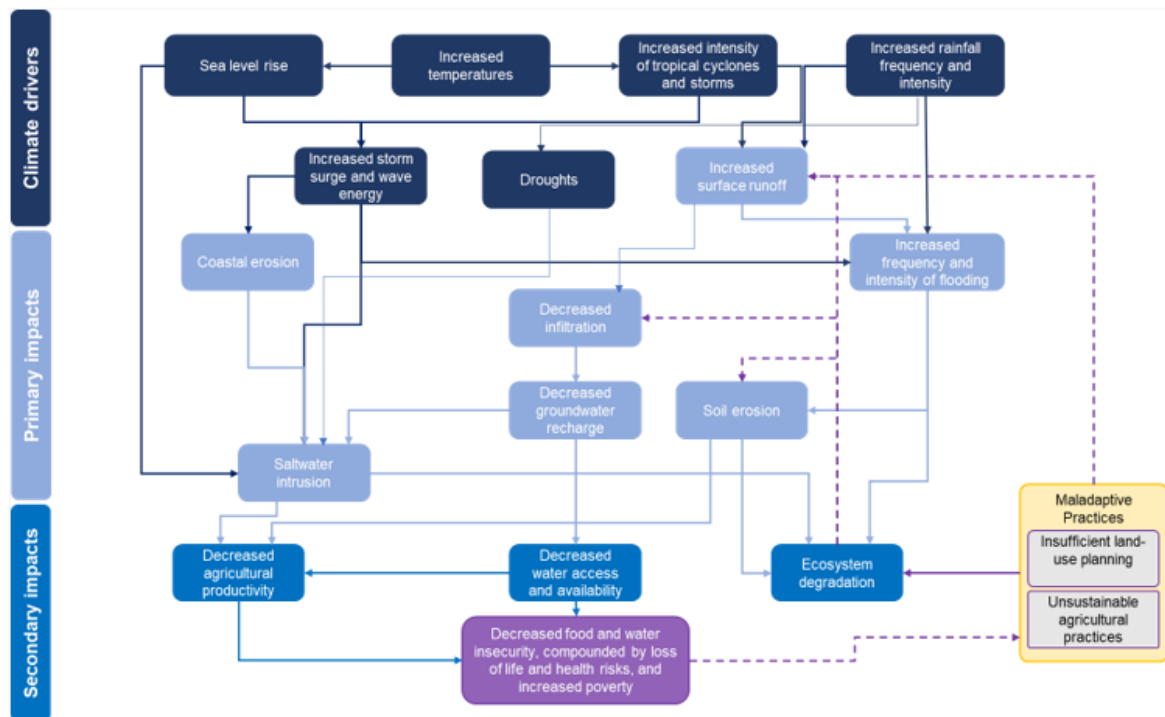 Climate drivers
Sea level rise
Increased
temperatures
Increased intensity
of tropical cyclones
and storms
Increased rainfall
frequency and
intensity
Increased storm
surge and wave
energy
Droughts
Increased
surface runoff
Primary impacts
Coastal erosion
Increased
frequency and
intensity of flooding
Decreased
infiltration
Decreased
groundwater
recharge
Soil erosion
Saltwater
intrusion
Maladaptive
Practices
Insufficient land-
use planning
Unsustainable
agricultural
practices
Secondary impacts
Decreased
agricultural
productivity
Decreased
water access
and availability
Ecosystem
degradation
Decreased food and water
insecurity, compounded by loss
of life and health risks, and
increased poverty